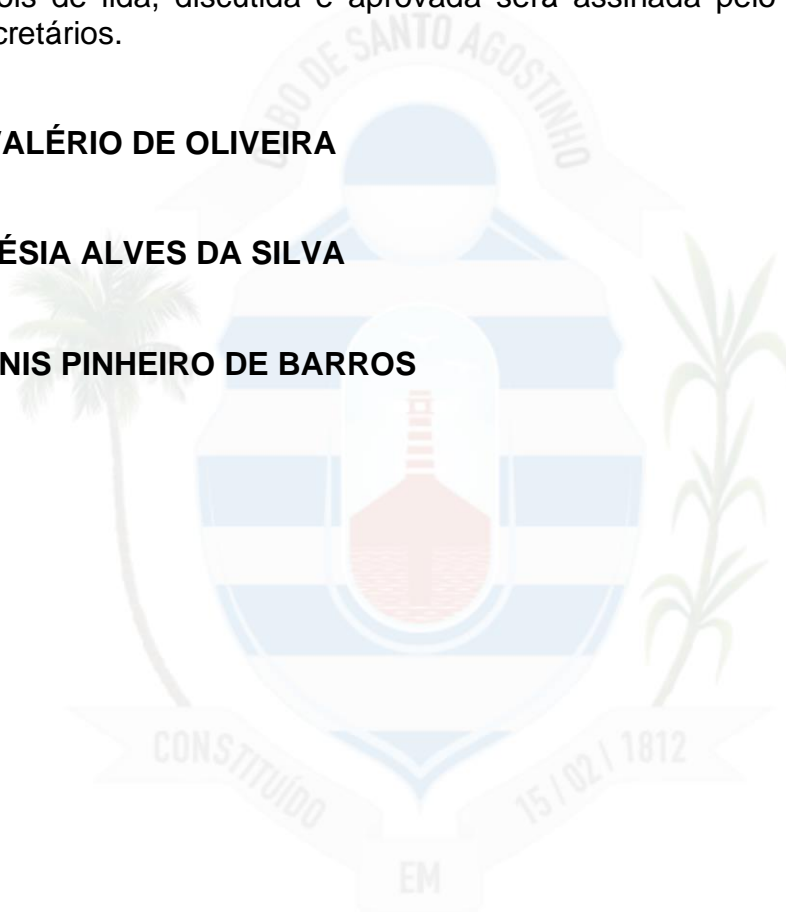 ois de lida, discutida e aprovada será assinada pelo
cretários.
VALÉRIO DE OLIVEIRA
ÉSIA ALVES DA SILVA
NIS PINHEIRO DE BARROS
CABO DE SANTO AGOSTINHO
CONSTITUÍDO
EM
15/02/1812